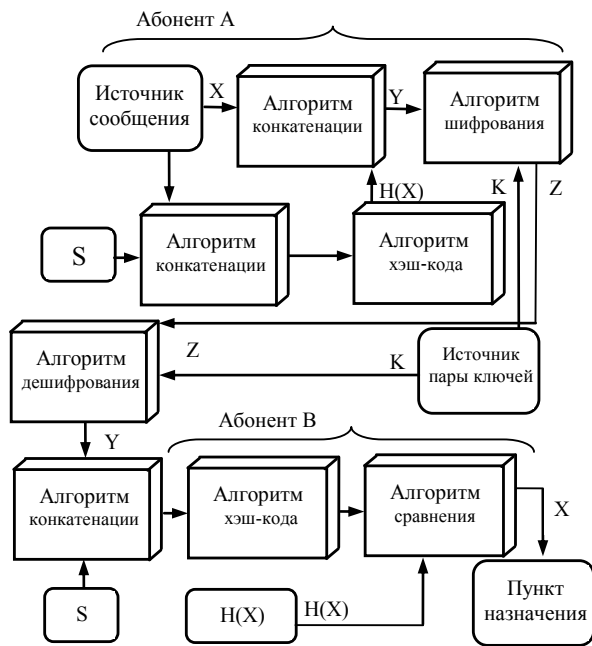 Абонент А
Источник
сообщения
X
Алгоритм
конкатенации
Y
Алгоритм
шифрования
H(X)
K
Z
S
Алгоритм
конкатенации
Алгоритм
хэш-кода
Алгоритм
дешифрования
Z
K
Источник
пары ключей
Y
Абонент В
Алгоритм
конкатенации
Алгоритм
хэш-кода
Алгоритм
сравнения
X
S
H(X)
H(X)
Пункт
назначения